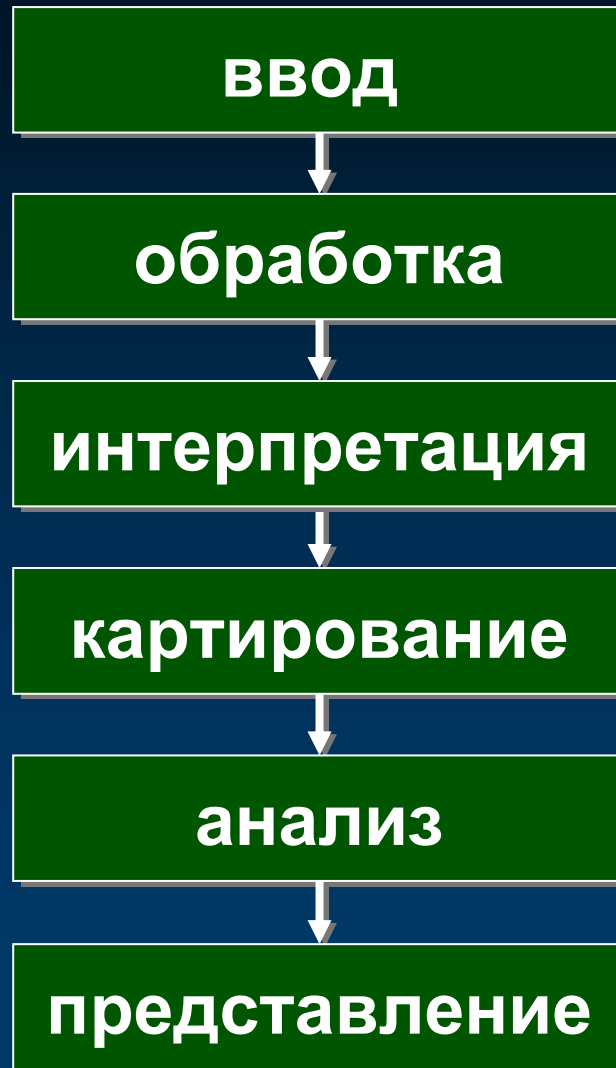 ввод
обработка
интерпретация
картирование
анализ
представление